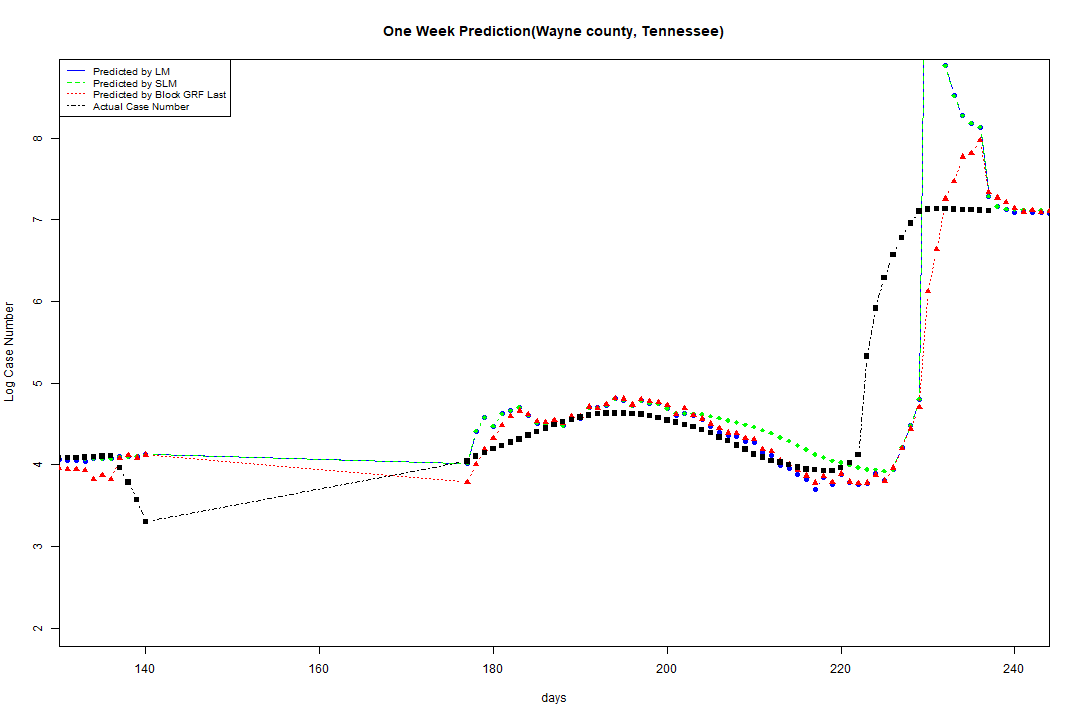 One Week Prediction(Wayne county, Tennessee)
Predicted by LM
Predicted by SLM
Predicted by Block GRF Last
Actual Case Number
Log Case Number
8
7
6
5
4
3
2
140 160 180 200 220 240
days